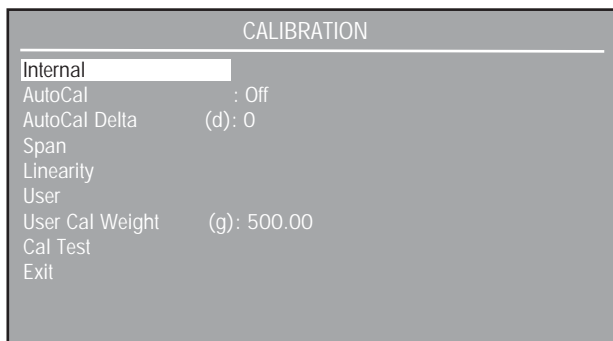 CALIBRATION
Internal
AutoCal : Off
AutoCal Delta (d): 0
Span
Linearity
User
User Cal Weight (g): 500.00
Cal Test
Exit